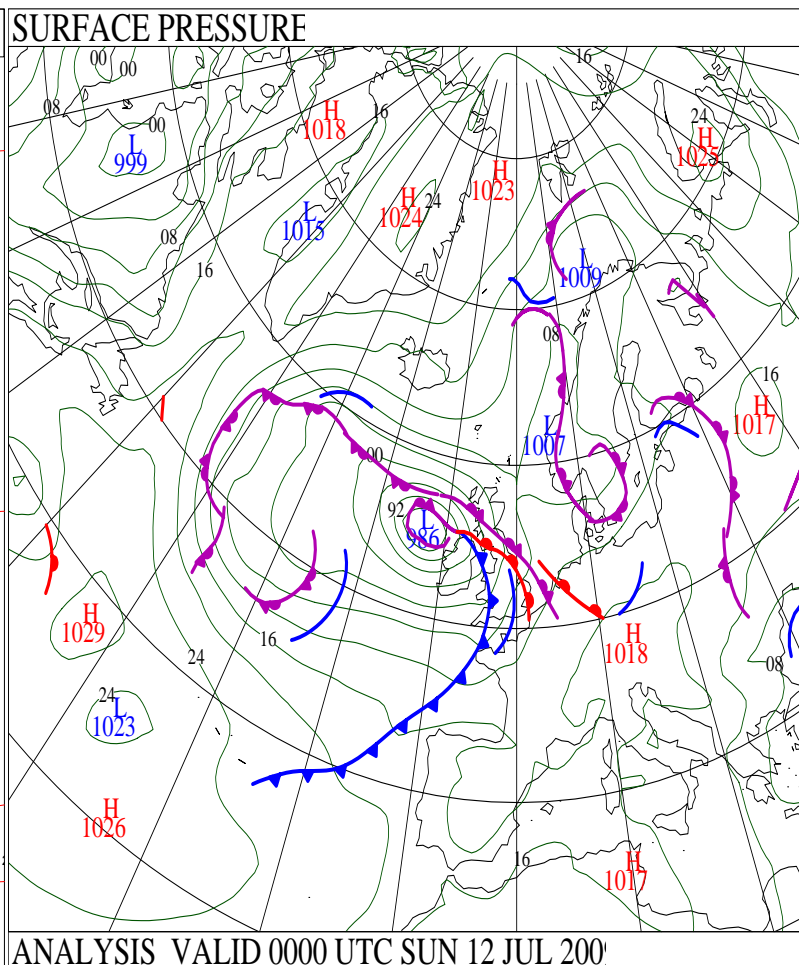 SURFACE PRESSURE
16
00
00
08
H
1018
16
24
H
1025
00
L
999
H
1023
H
1024
24
L
1015
08
16
L
1009
08
16
H
1017
L
1007
00
92
L
986
H
1029
16
24
H
1018
08
24
L
1023
H
1026
16
H
1017
ANALYSIS VALID 0000 UTC SUN 12 JUL 200